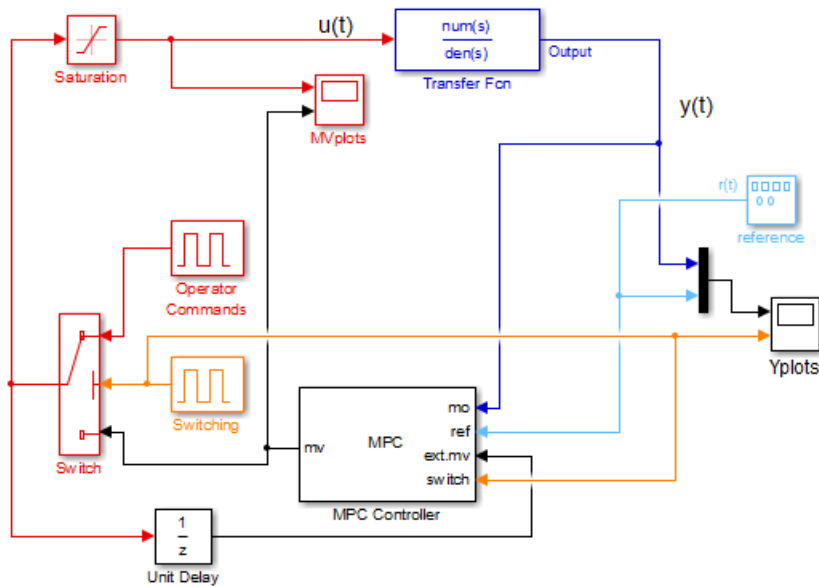 u(t)
num(s)
den(s)
Output
Saturation
Transfer Fcn
MVplots
y(t)
r(t)
reference
Operator
Commands
Switching
Yplots
Switch
mo
ref
ext.mv
switch
mv
MPC
MPC Controller
1
z
Unit Delay